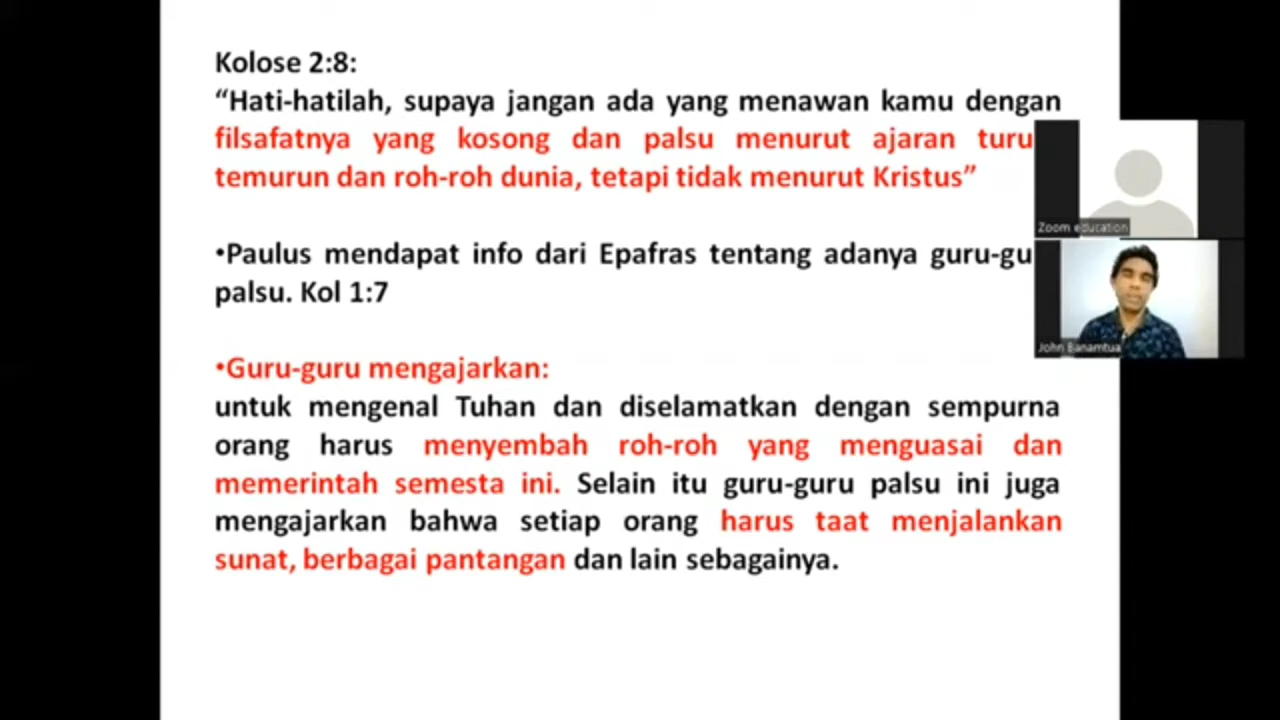 Kolose 2:8:
“Hati-hatilah, supaya jangan ada yang menawan kamu dengan
filsafatnya yang kosong dan palsu menurut ajaran turu
temurun dan roh-roh dunia, tetapi tidak menurut Kristus”
•Paulus mendapat info dari Epafras tentang adanya guru-gu
palsu. Kol 1:7
•Guru-guru mengajarkan:
untuk mengenal Tuhan dan diselamatkan dengan sempurna
orang harus menyembah roh-roh yang menguasai dan
memerintah semesta ini. Selain itu guru-guru palsu ini juga
mengajarkan bahwa setiap orang harus taat menjalankan
sunat, berbagai pantangan dan lain sebagainya.
Zoom education
John Banamtua